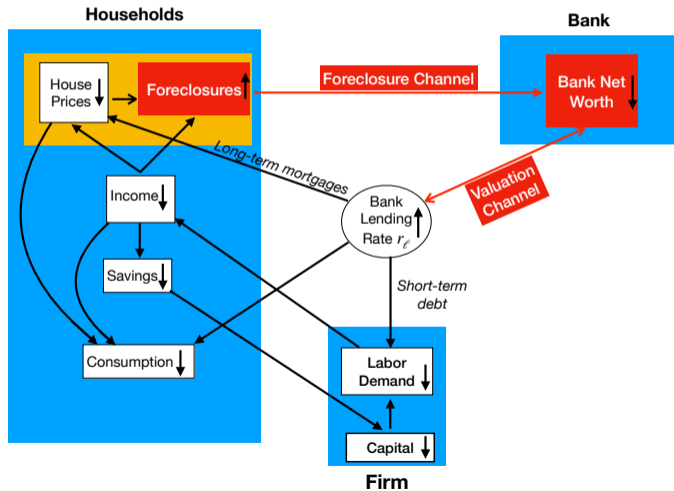 Households
Bank
House
Prices
Foreclosures
Foreclosure Channel
Bank Net
Worth
Long-term mortgages
Valuation
Channel
Income
Bank
Lending
Rate rℓ
Savings
Short-term
debt
Consumption
Labor
Demand
Capital
Firm